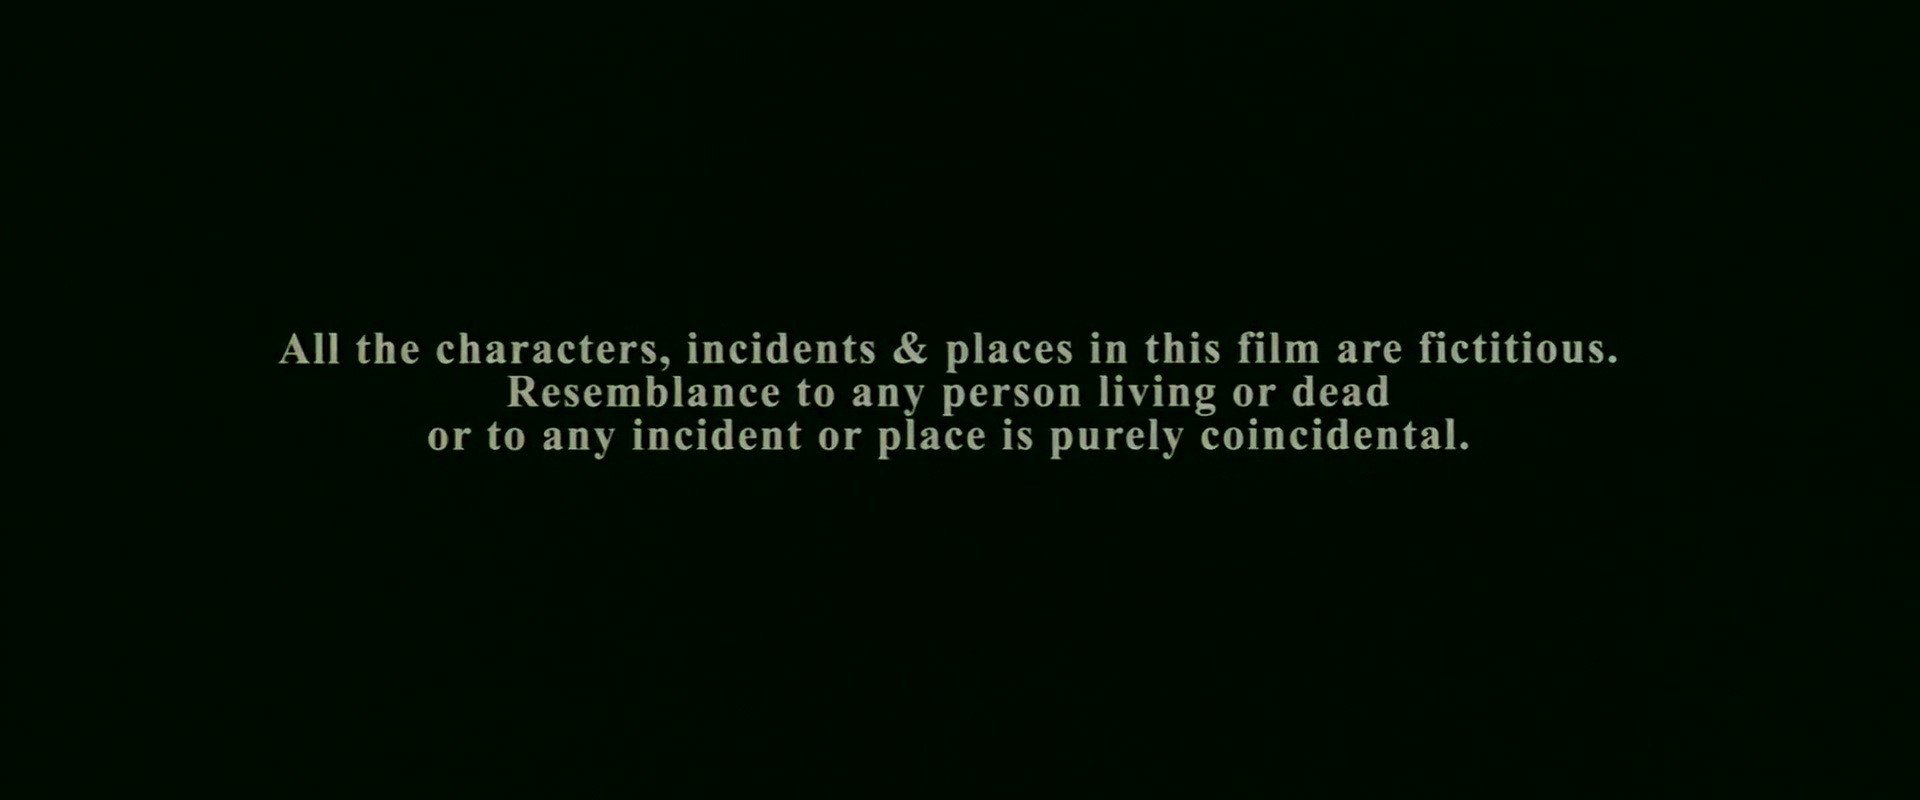 All the characters, incidents & places in this film are fictitious.
Resemblance to any person living or dead
or to any incident or place is purely coincidental.